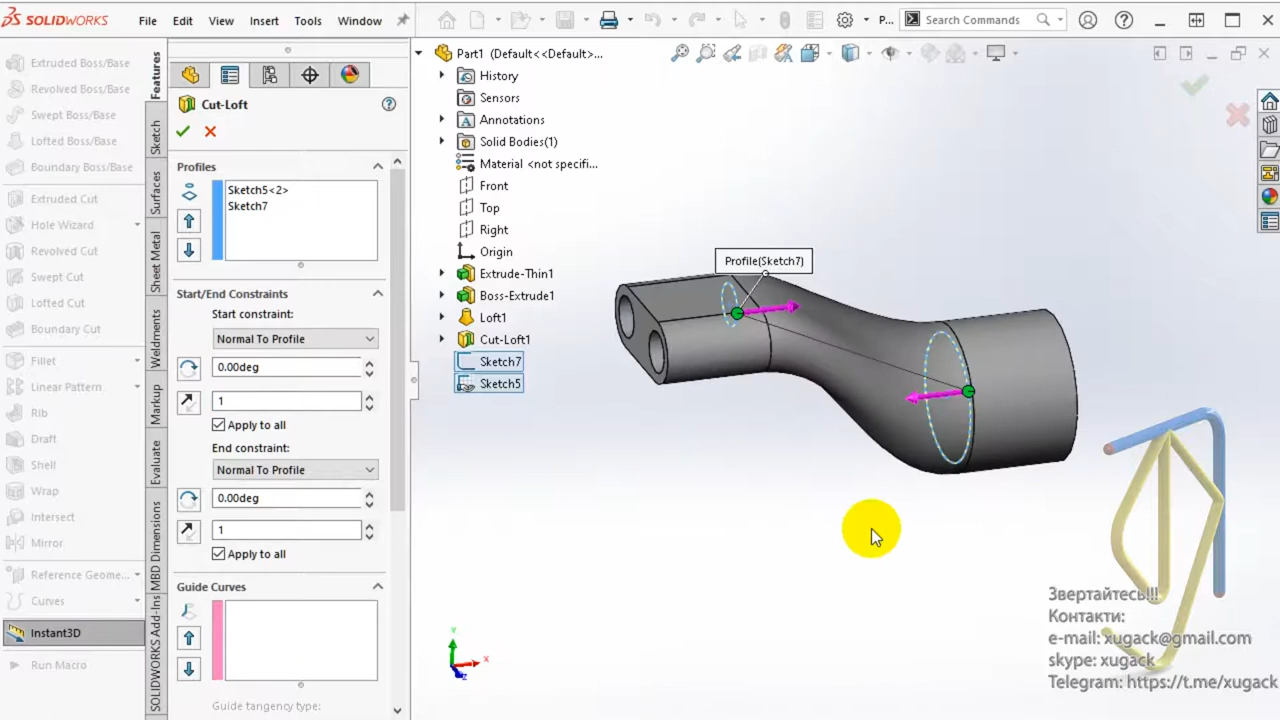 SOLIDWORKS
File Edit View Insert Tools Window
P...
Search Commands
Extruded Boss/Base
Revolved Boss/Base
Swept Boss/Base
Lofted Boss/Base
Boundary Boss/Base
Extruded Cut
Hole Wizard
Revolved Cut
Swept Cut
Lofted Cut
Boundary Cut
Fillet
Linear Pattern
Rib
Draft
Shell
Wrap
Intersect
Mirror
Reference Geome...
Curves
Instant3D
Run Macro
Features
Sketch
Surfaces
Sheet Metal
Weldments
Markup
Evaluate
MBD Dimensions
SOLIDWORKS Add-Ins
Cut-Loft
Profiles
Sketch5<2>
Sketch7
Start/End Constraints
Start constraint:
Normal To Profile
0.00deg
1
Apply to all
End constraint:
Normal To Profile
0.00deg
1
Apply to all
Guide Curves
Guide tangency type:
Part1 (Default<<Default>...
History
Sensors
Annotations
Solid Bodies(1)
Material <not specifi...
Front
Top
Right
Origin
Extrude-Thin1
Boss-Extrude1
Loft1
Cut-Loft1
Sketch7
Sketch5
Profile(Sketch7)
Y
X
Z
Звертайтесь!!!
Контакти:
e-mail: xugack@gmail.com
skype: xugack
Telegram: https://t.me/xugack